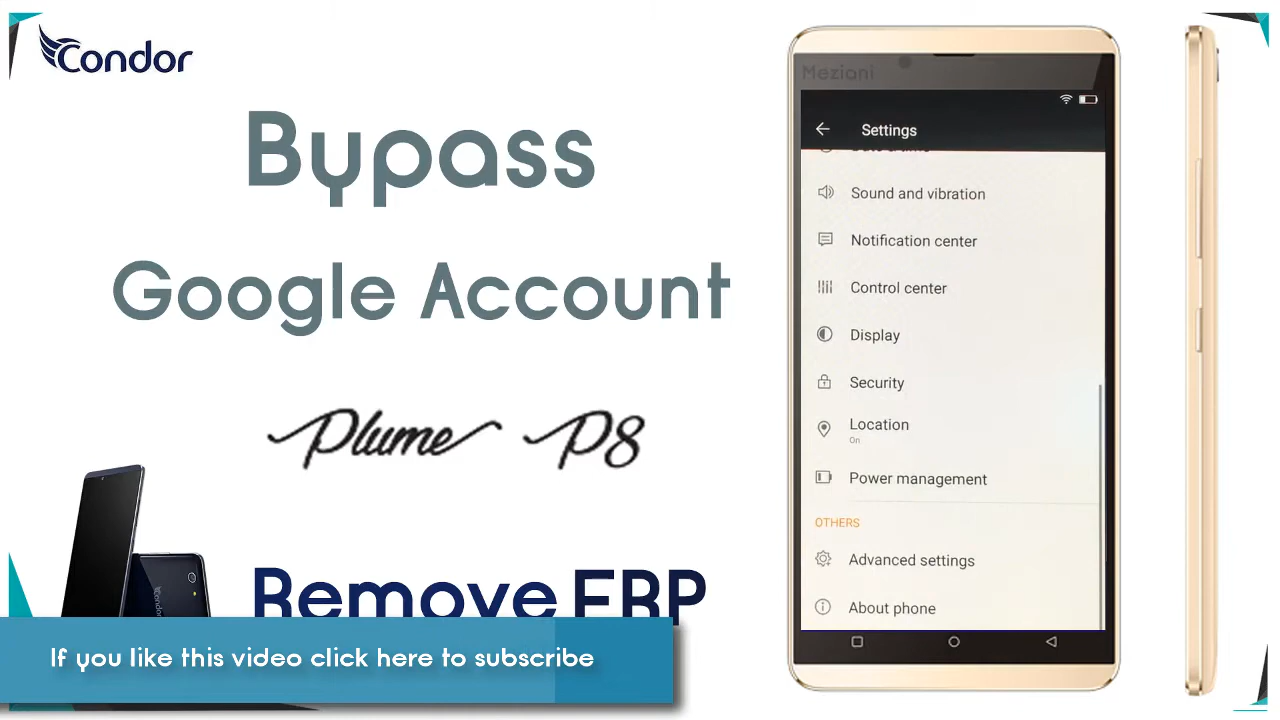 Condor
Bypass
Google Account
Plume P8
Remove FRP
If you like this video click here to subscribe
Meziani
Settings
Sound and vibration
Notification center
Control center
Display
Security
Location
On
Power management
OTHERS
Advanced settings
About phone